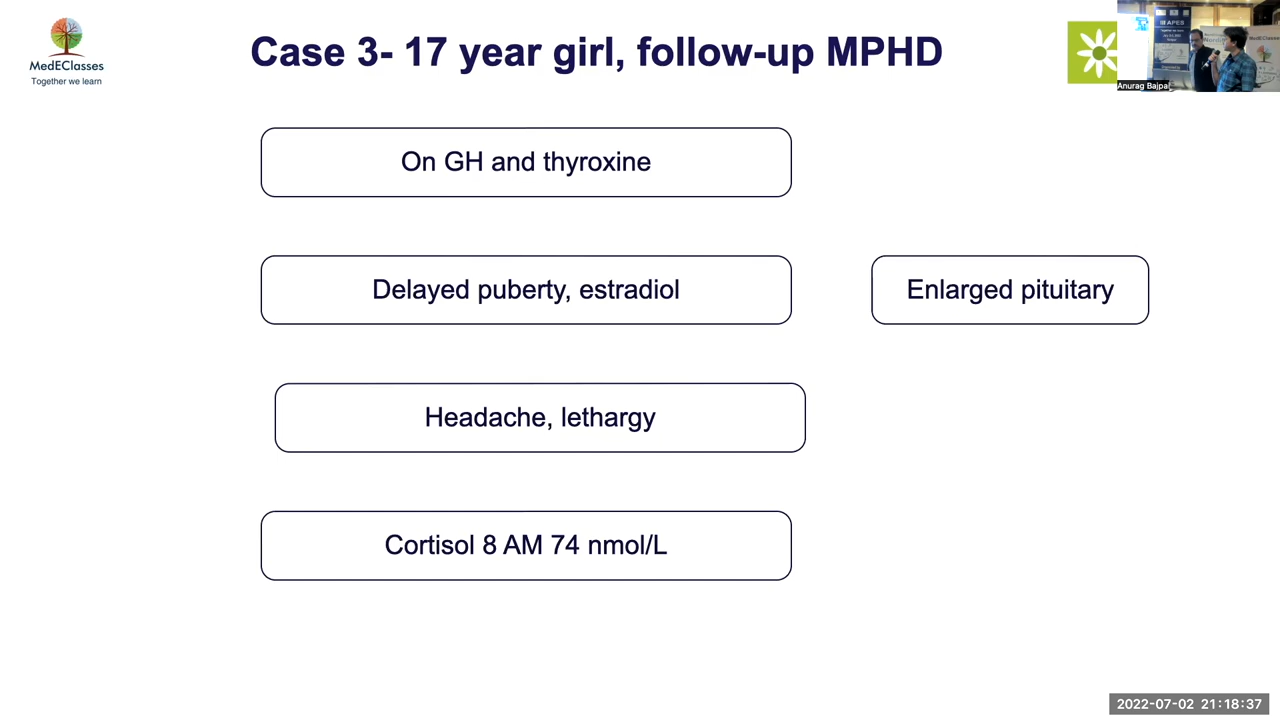 MedEClasses
Together we learn
Case 3- 17 year girl, follow-up MPHD
AFES
Anurag Bajpai
On GH and thyroxine
Delayed puberty, estradiol
Enlarged pituitary
Headache, lethargy
Cortisol 8 AM 74 nmol/L
2022-07-02 21:18:37